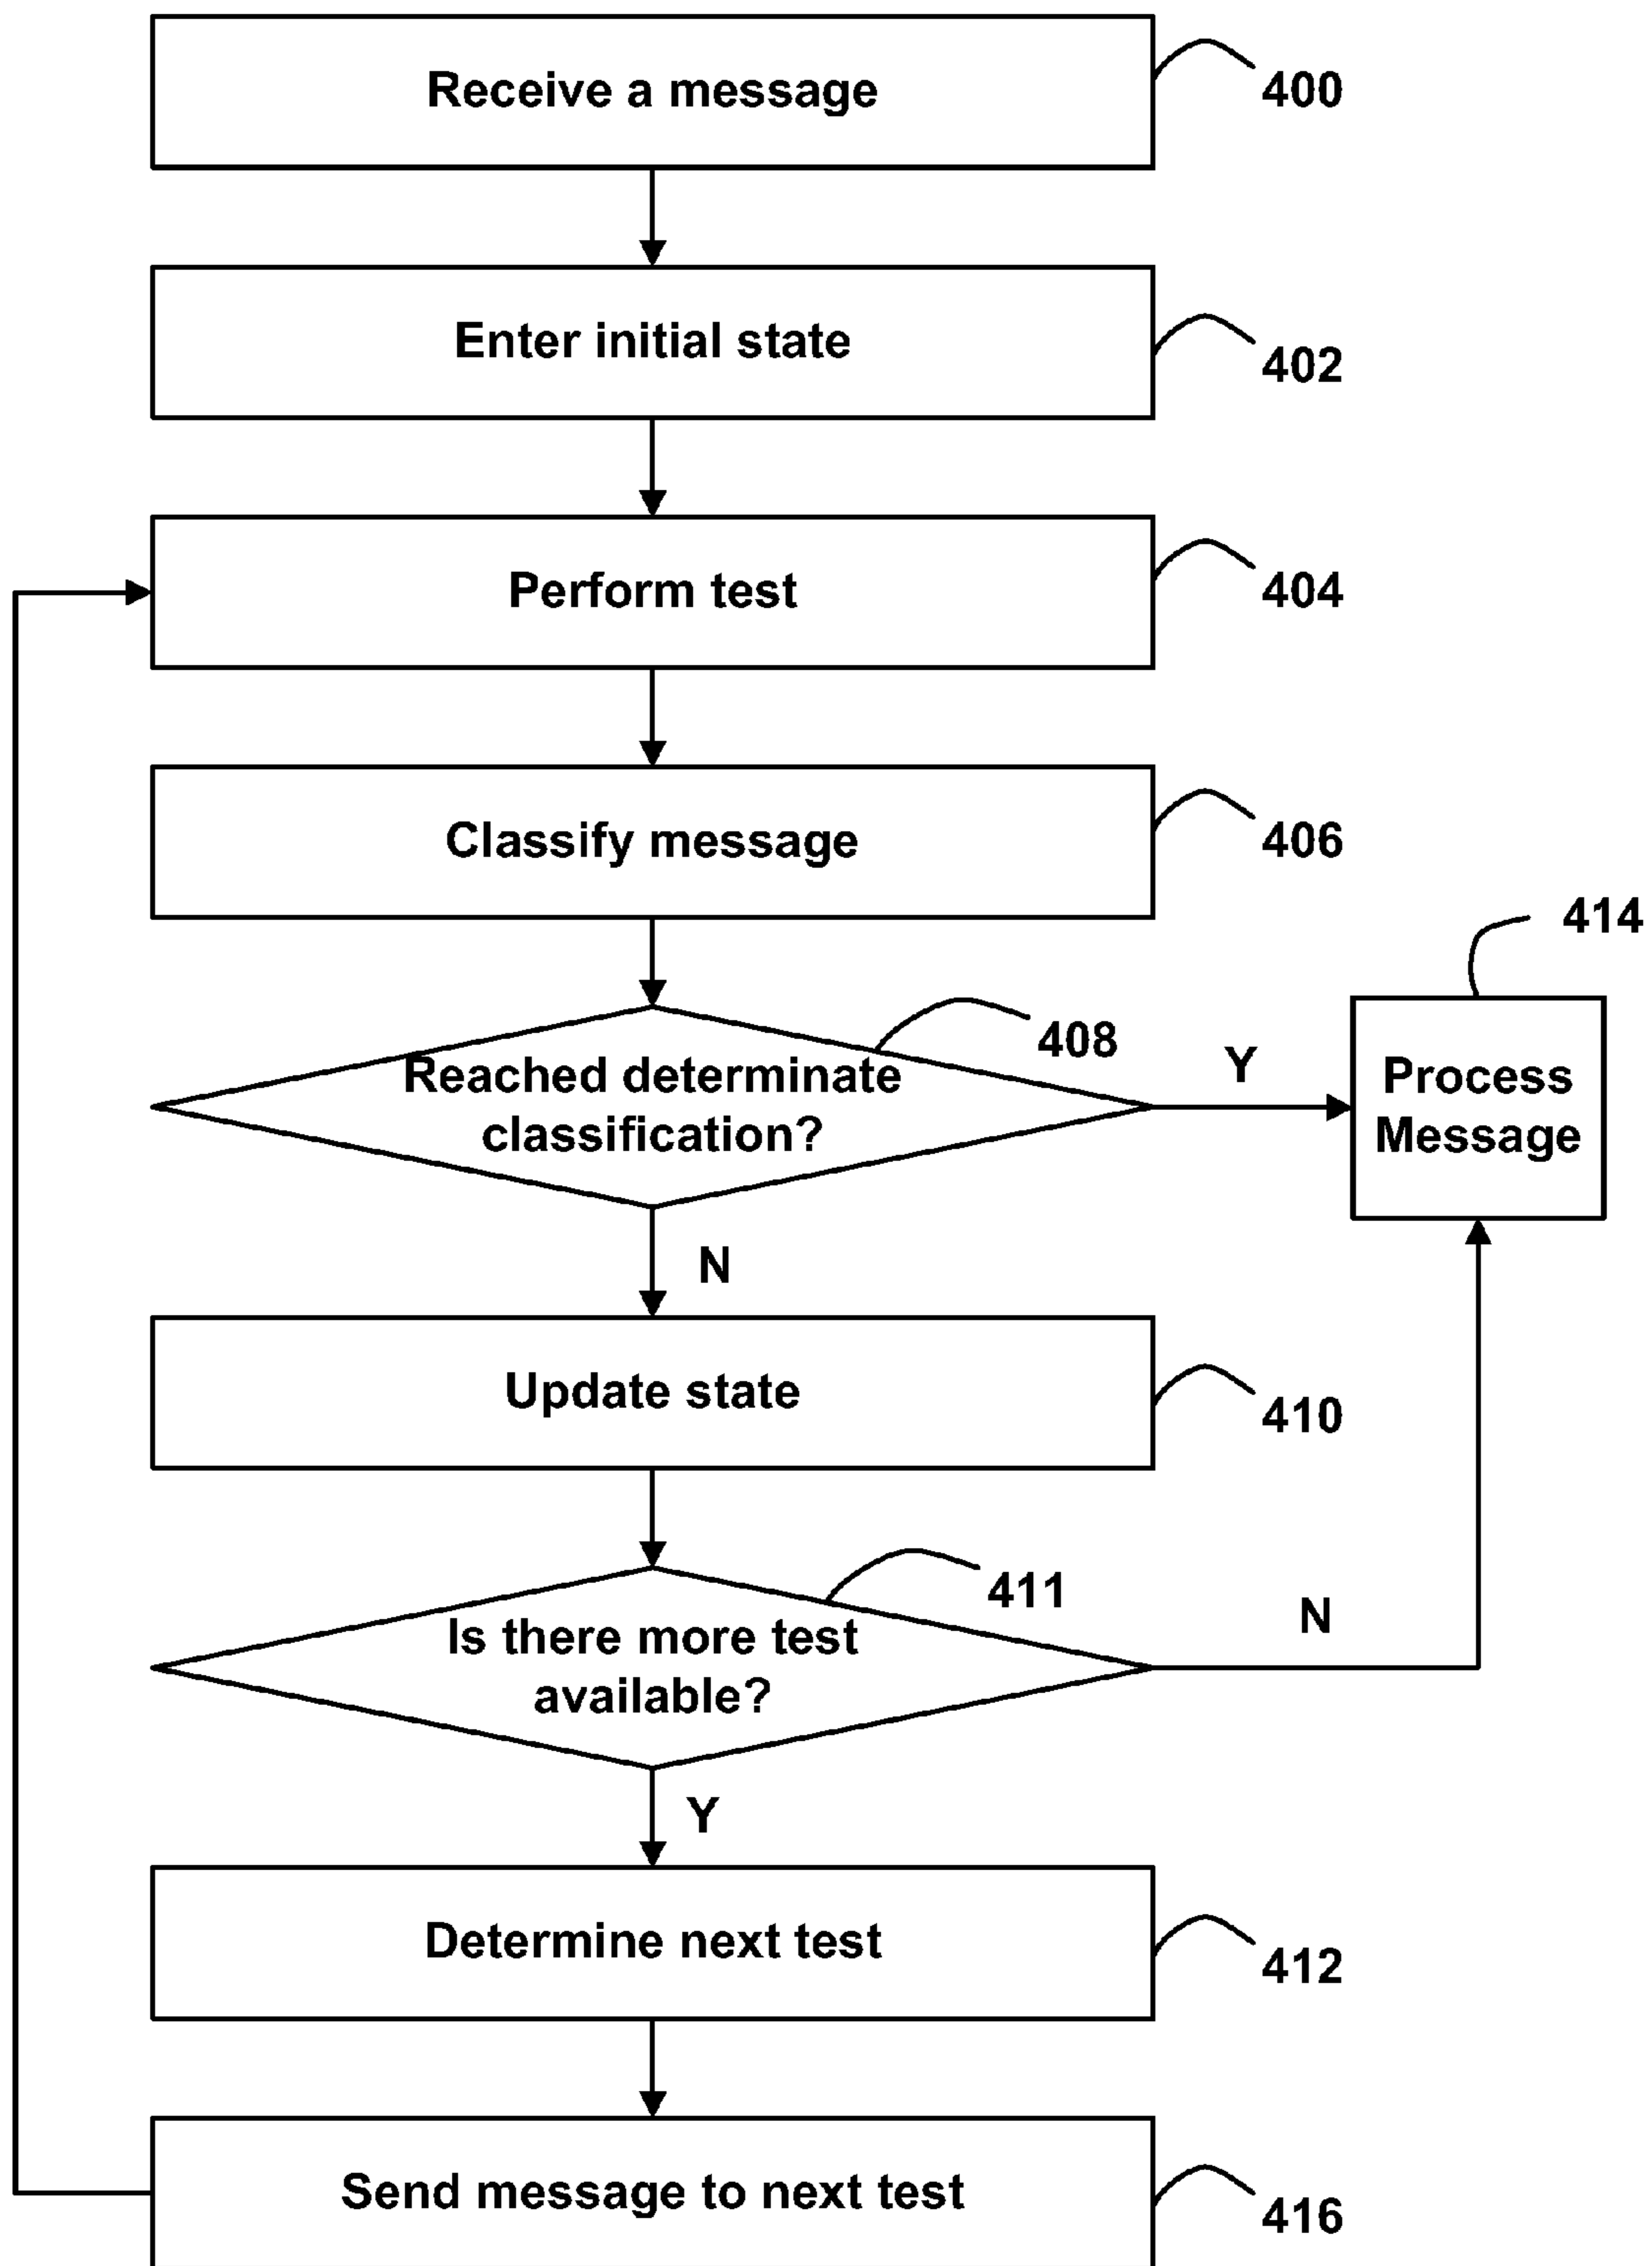 Receive a message
400
Enter initial state
402
Perform test
404
Classify message
406
414
Reached determinate
classification?
408
Y
Process
Message
N
Update state
410
Is there more test
available?
411
N
Y
Determine next test
412
Send message to next test
416